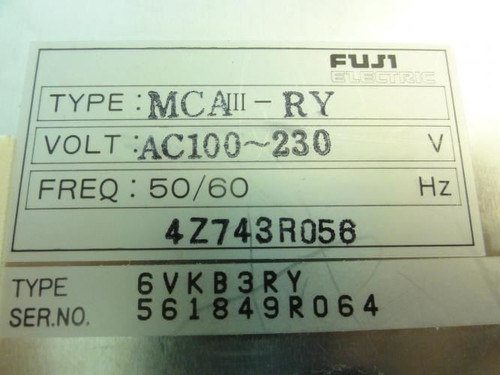 FUJI
ELECTRIC
TYPE : MCAIII-RY
VOLT : AC100~230 V
FREQ : 50/60 Hz
4Z743R056
TYPE 6VKB3RY
SER.NO. 561849R064